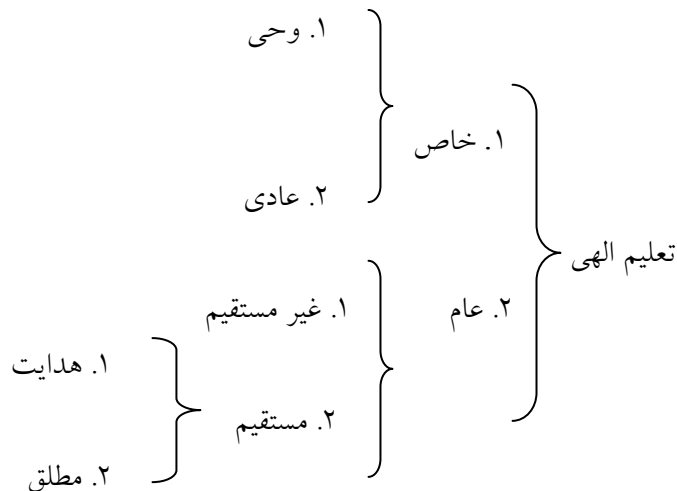 تعلیم الهی
۱. خاص
۱. وحی
۲. عادی
۲. عام
۱. غیر مستقیم
۲. مستقیم
۱. هدایت
۲. مطلق